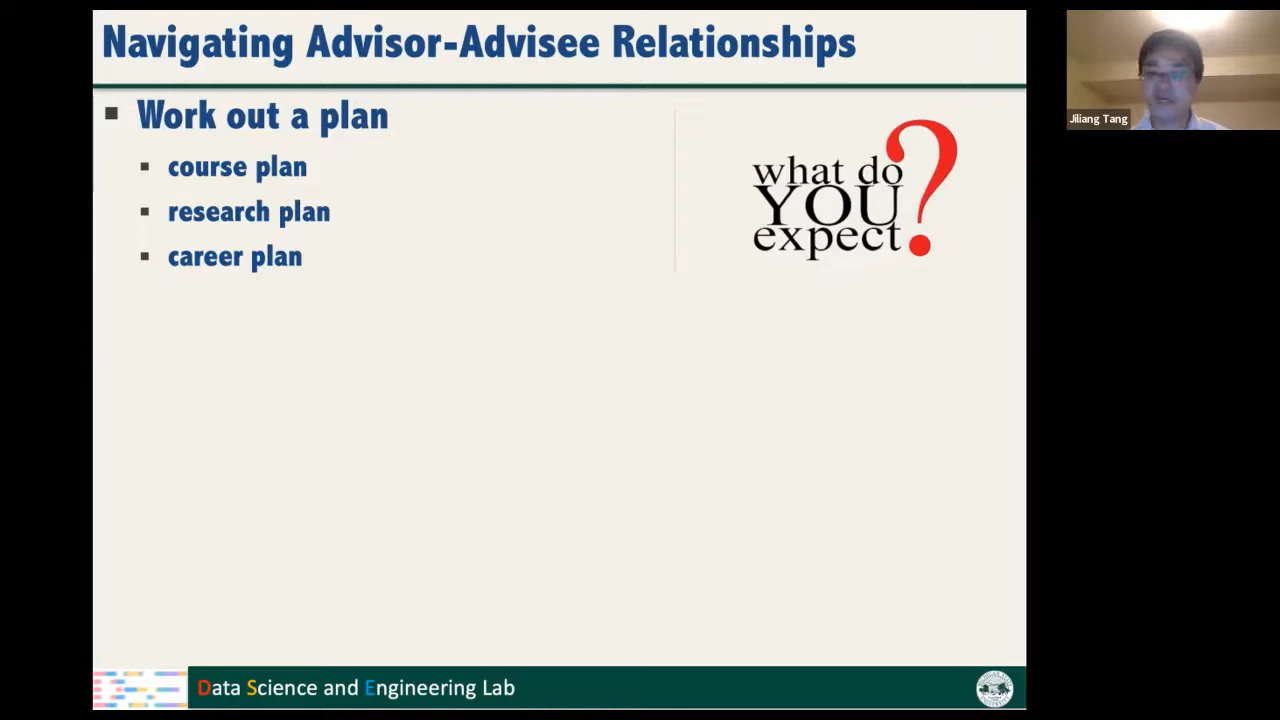 Navigating Advisor-Advisee Relationships
Work out a plan
course plan
research plan
career plan
what do
YOU
expect
?
Jiliang Tang
Data Science and Engineering Lab